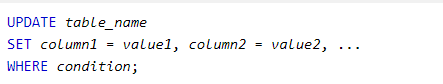 UPDATE table_name
SET column1 = value1, column2 = value2, ...
WHERE condition;